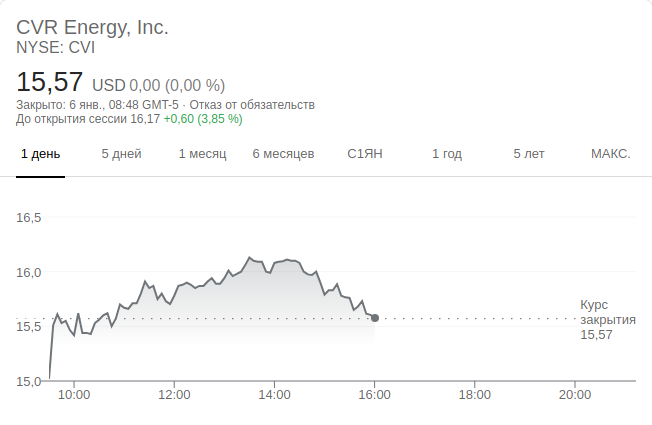 CVR Energy, Inc.
NYSE: CVI
15,57 USD 0,00 (0,00 %)
Закрыто: 6 янв., 08:48 GMT-5 · Отказ от обязательств
До открытия сессии 16,17 +0,60 (3,85 %)
1 день 5 дней 1 месяц 6 месяцев С1ЯН 1 год 5 лет МАКС.
16,5
16,0
15,5
15,0
Курс
закрытия
15,57
10:00 12:00 14:00 16:00 18:00 20:00